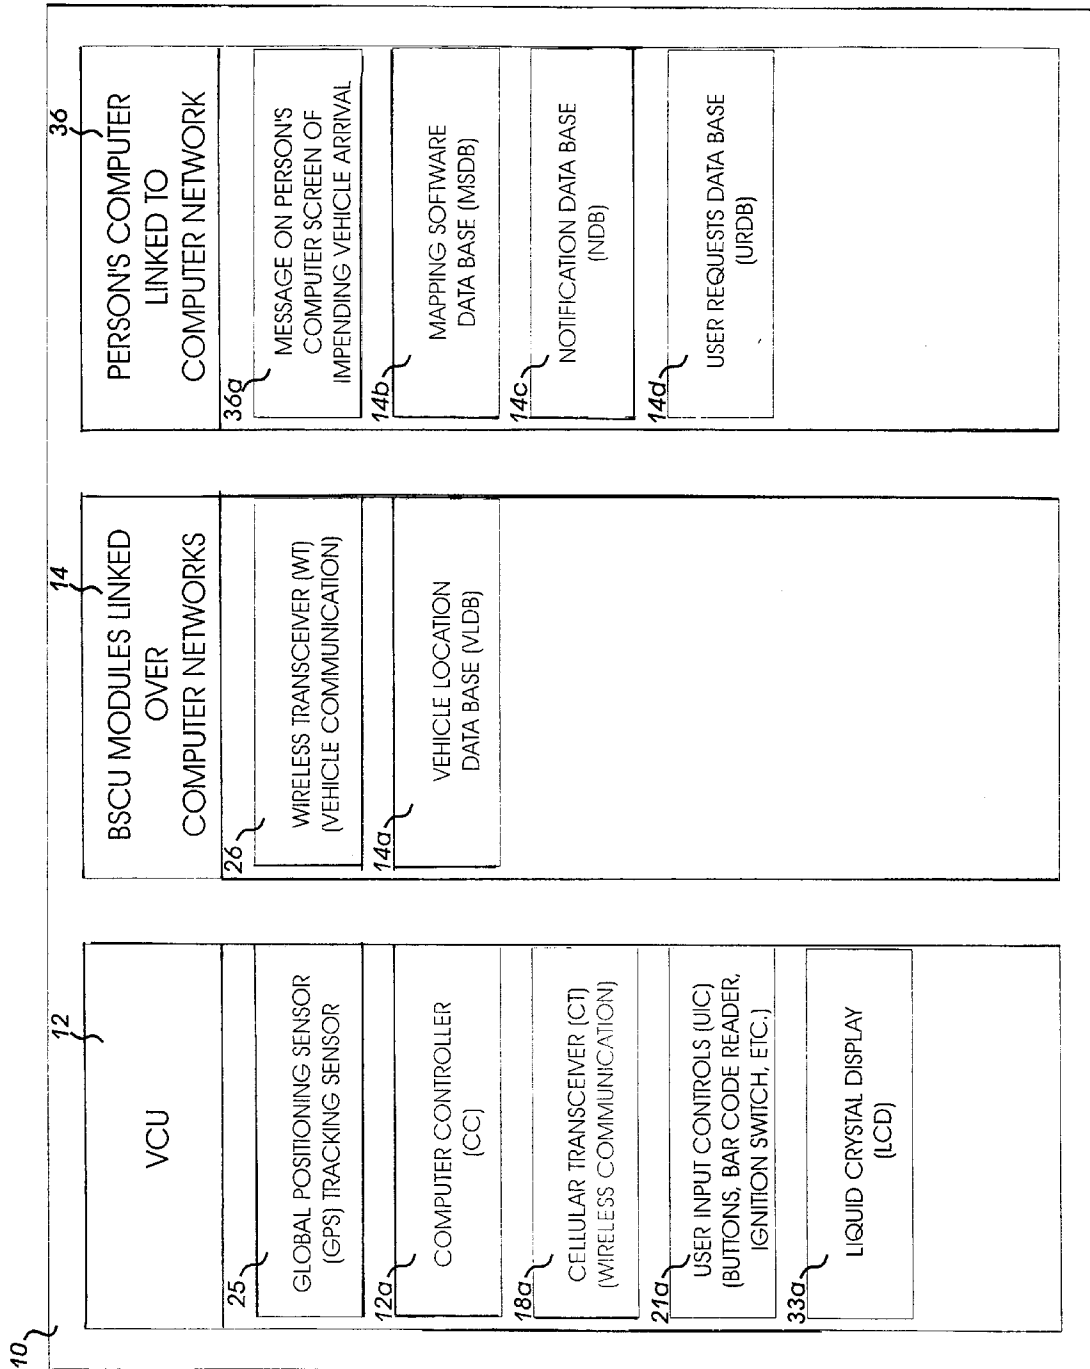 10
12
VCU
25
GLOBAL POSITIONING SENSOR
(GPS) TRACKING SENSOR
12a
COMPUTER CONTROLLER
(CC)
18a
CELLULAR TRANSCEIVER (CT)
(WIRELESS COMMUNICATION)
21a
USER INPUT CONTROLS (UIC)
(BUTTONS, BAR CODE READER,
IGNITION SWITCH, ETC.)
33a
LIQUID CRYSTAL DISPLAY
(LCD)
14
BSCU MODULES LINKED
OVER
COMPUTER NETWORKS
26
WIRELESS TRANSCEIVER (WT)
(VEHICLE COMMUNICATION)
14a
VEHICLE LOCATION
DATA BASE (VLDB)
36
PERSON'S COMPUTER
LINKED TO
COMPUTER NETWORK
36a
MESSAGE ON PERSON'S
COMPUTER SCREEN OF
IMPENDING VEHICLE ARRIVAL
14b
MAPPING SOFTWARE
DATA BASE (MSDB)
14c
NOTIFICATION DATA BASE
(NDB)
14d
USER REQUESTS DATA BASE
(URDB)